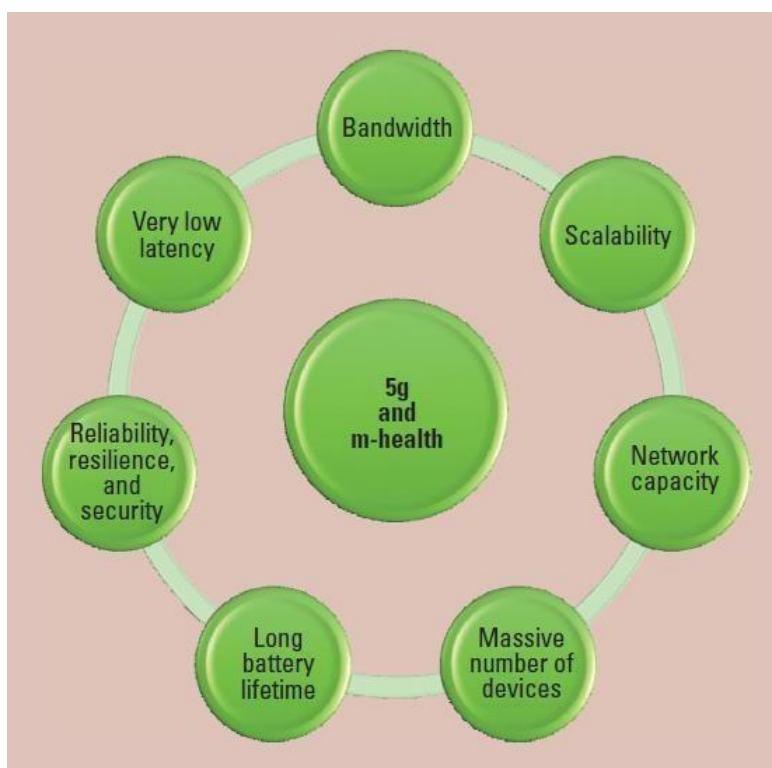 Bandwidth
Scalability
Network
capacity
Massive
number of
devices
Long
battery
lifetime
Reliability,
resilience,
and
security
Very low
latency
5g
and
m-health